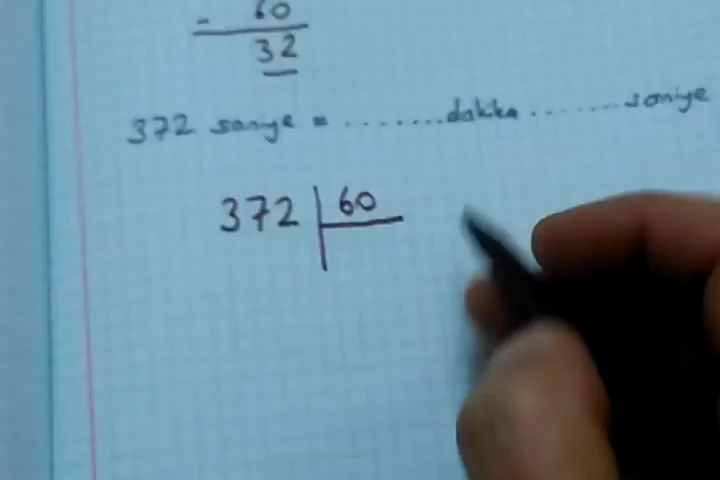 - 60
32
372 saniye = ........dakika ........saniye
372 | 60